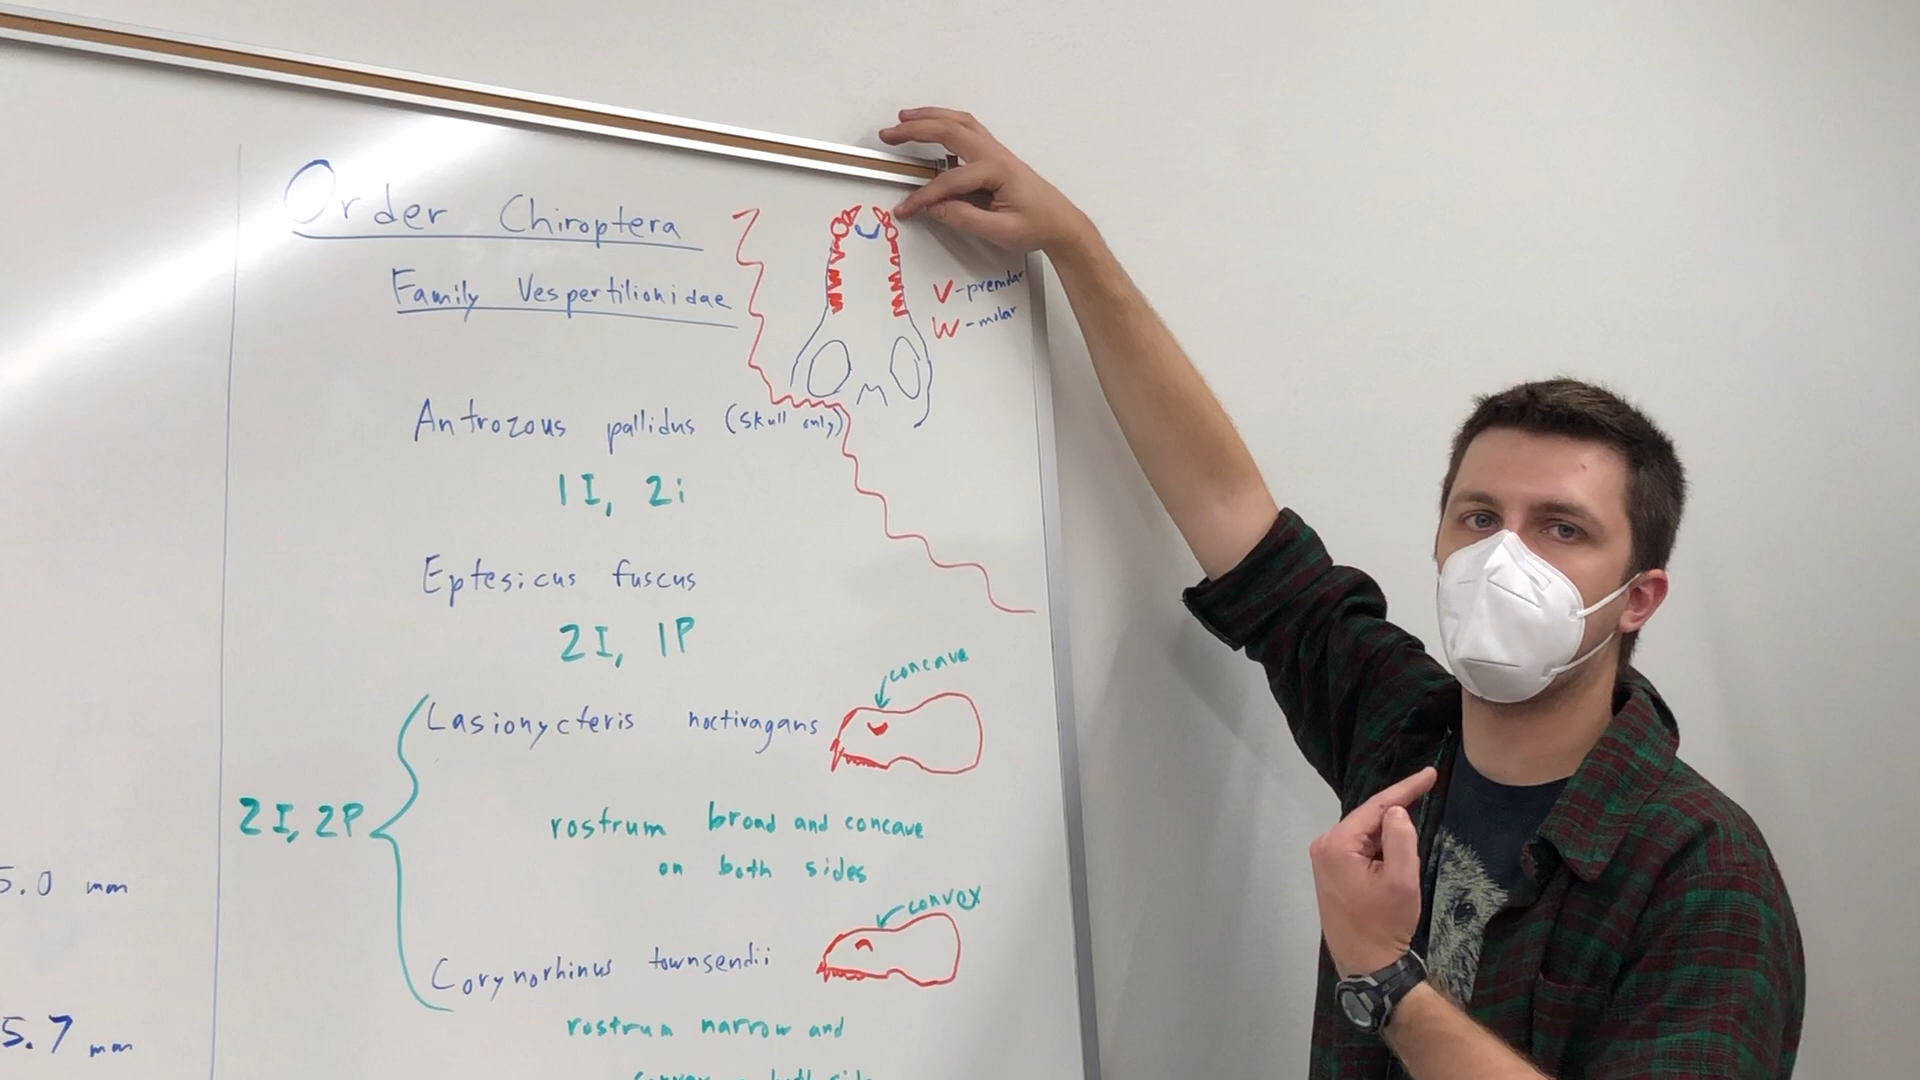 Order Chiroptera
Family Vespertilionidae
V-premolar
W-molar
Antrozous pallidus (skull only)
1I, 2i
Eptesicus fuscus
2I, 1P
concave
Lasionycteris noctivagans
2I, 2P
rostrum broad and concave
on both sides
convex
Corynorhinus townsendii
rostrum narrow and
5.0 mm
5.7 mm